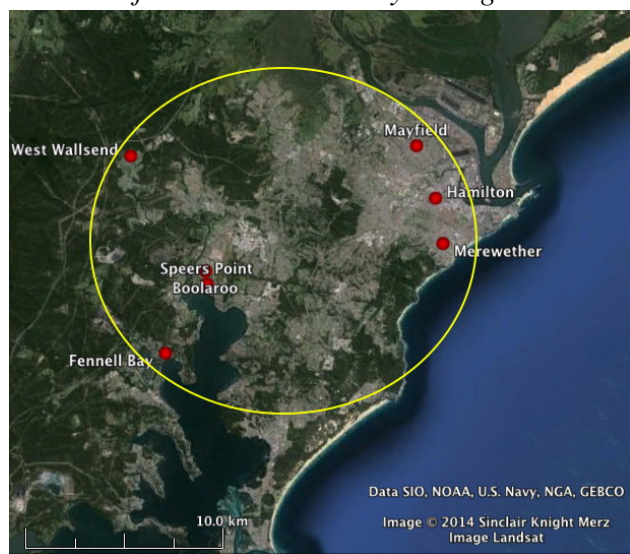 Mayfield
West Wallsend
Hamilton
Merewether
Speers Point
Boolaroo
Fennell Bay
10.0 km
Data SIO, NOAA, U.S. Navy, NGA, GEBCO
Image © 2014 Sinclair Knight Merz
Image Landsat